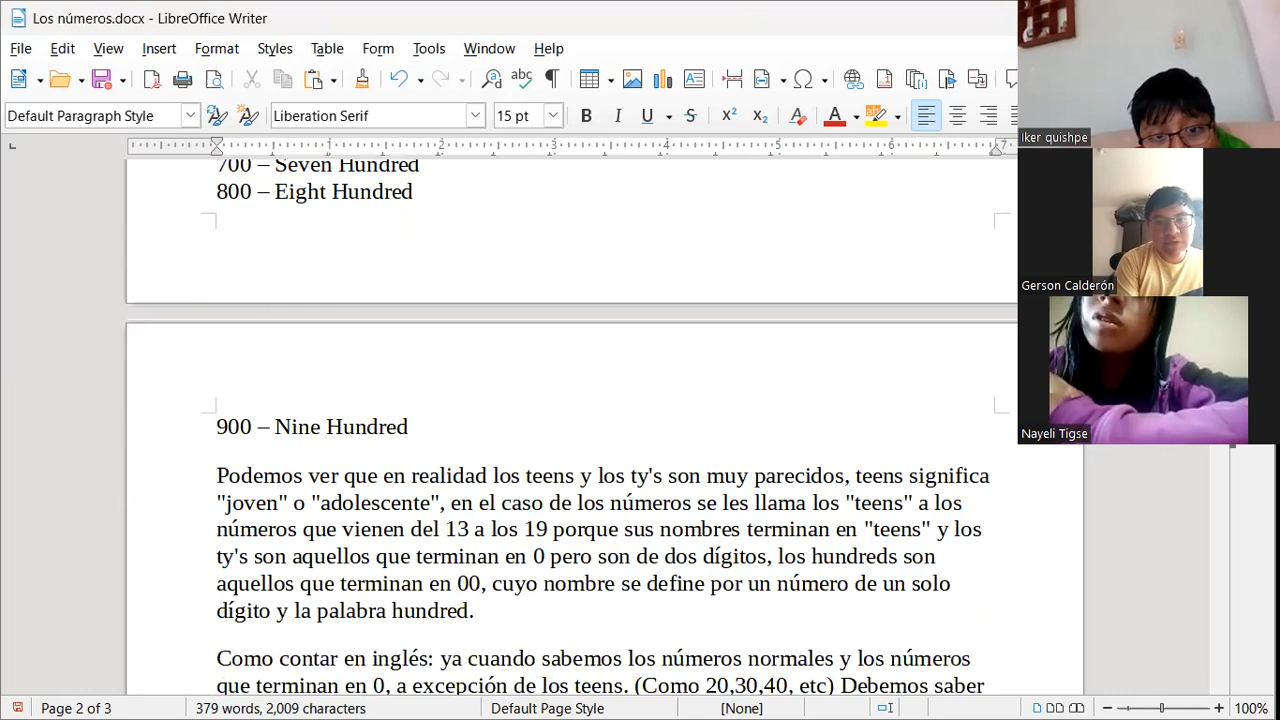 Los números.docx - LibreOffice Writer
File Edit View Insert Format Styles Table Form Tools Window Help
Default Paragraph Style
Liberation Serif
15 pt
1 2 3 4 5 6 7
700 – Seven Hundred
800 – Eight Hundred
900 – Nine Hundred
Podemos ver que en realidad los teens y los ty's son muy parecidos, teens significa
"joven" o "adolescente", en el caso de los números se les llama los "teens" a los
números que vienen del 13 a los 19 porque sus nombres terminan en "teens" y los
ty's son aquellos que terminan en 0 pero son de dos dígitos, los hundreds son
aquellos que terminan en 00, cuyo nombre se define por un número de un solo
dígito y la palabra hundred.
Como contar en inglés: ya cuando sabemos los números normales y los números
que terminan en 0, a excepción de los teens. (Como 20,30,40, etc) Debemos saber
Page 2 of 3
379 words, 2,009 characters
Default Page Style
[None]
100%
Iker quishpe
Gerson Calderón
Nayeli Tigse